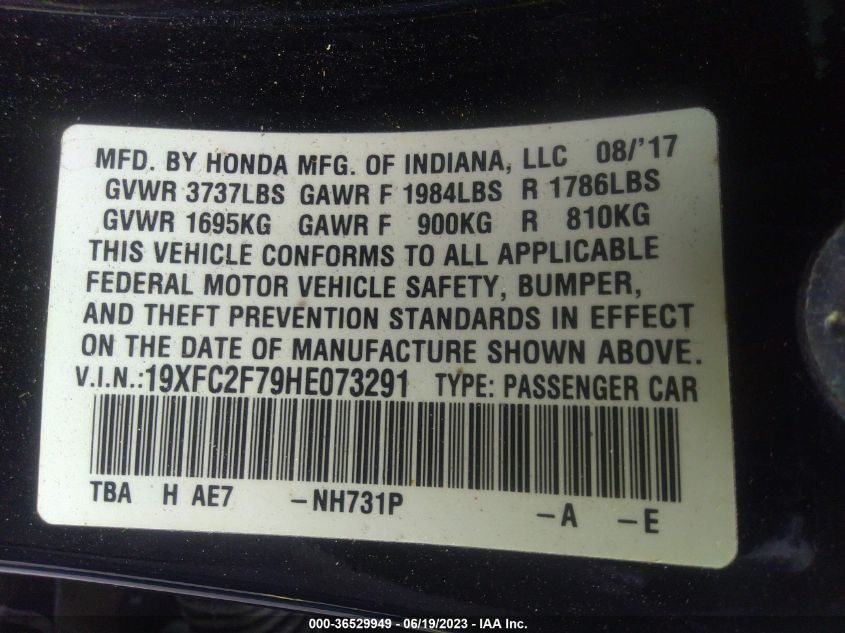 MFD. BY HONDA MFG. OF INDIANA, LLC 08/'17
GVWR 3737LBS GAWR F 1984LBS R 1786LBS
GVWR 1695KG GAWR F 900KG R 810KG
THIS VEHICLE CONFORMS TO ALL APPLICABLE
FEDERAL MOTOR VEHICLE SAFETY, BUMPER,
AND THEFT PREVENTION STANDARDS IN EFFECT
ON THE DATE OF MANUFACTURE SHOWN ABOVE.
V.I.N.:19XFC2F79HE073291 TYPE: PASSENGER CAR
TBA H AE7 -NH731P -A -E
000-36529949 - 06/19/2023 - IAA Inc.